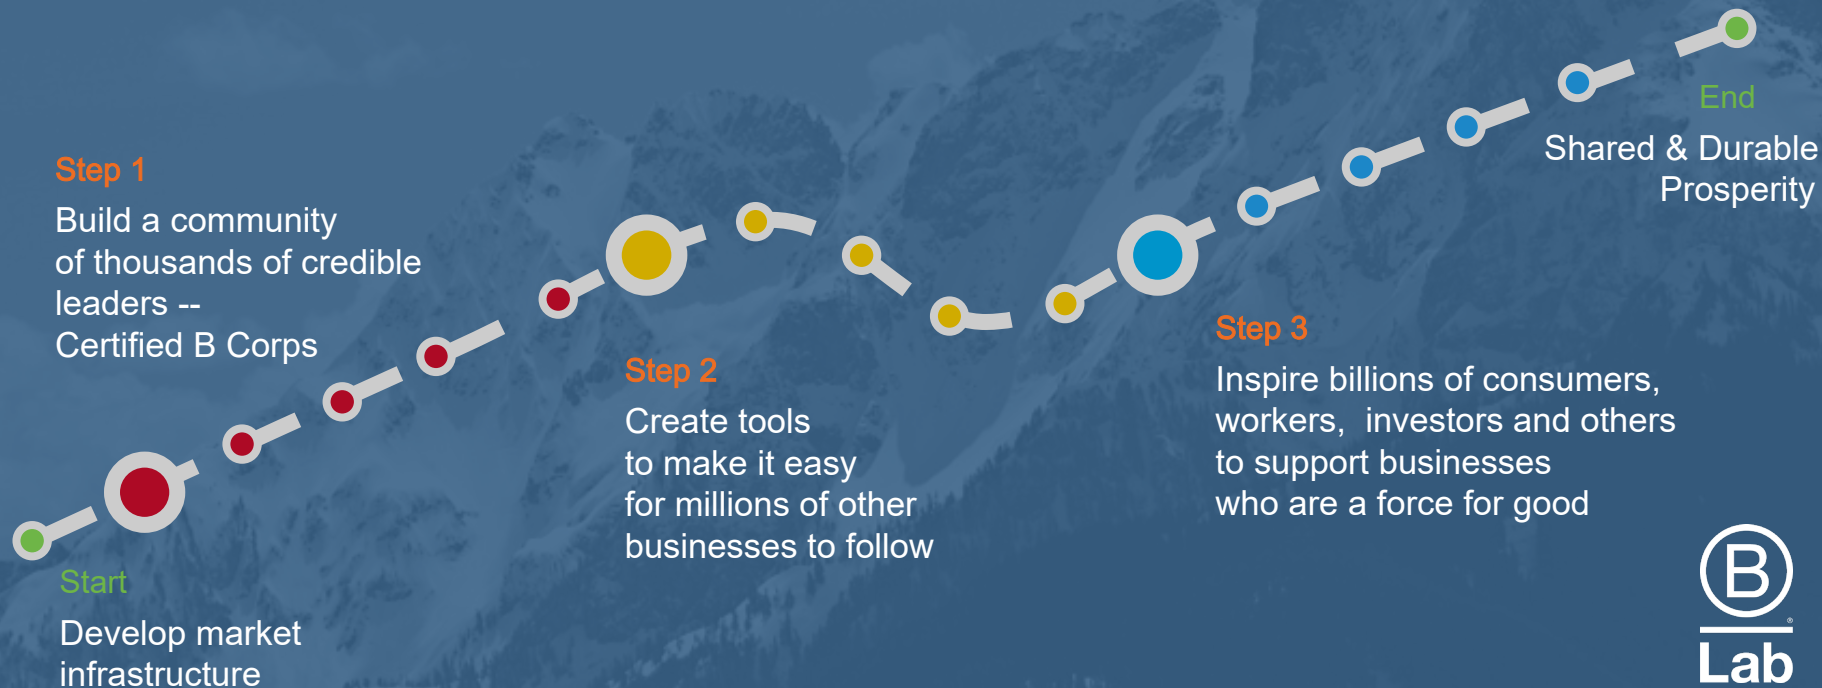 Step 1
Build a community
of thousands of credible
leaders --
Certified B Corps
Start
Develop market
infrastructure
Step 2
Create tools
to make it easy
for millions of other
businesses to follow
Step 3
Inspire billions of consumers,
workers,  investors and others
to support businesses
who are a force for good
End
Shared & Durable
Prosperity
B
®
Lab